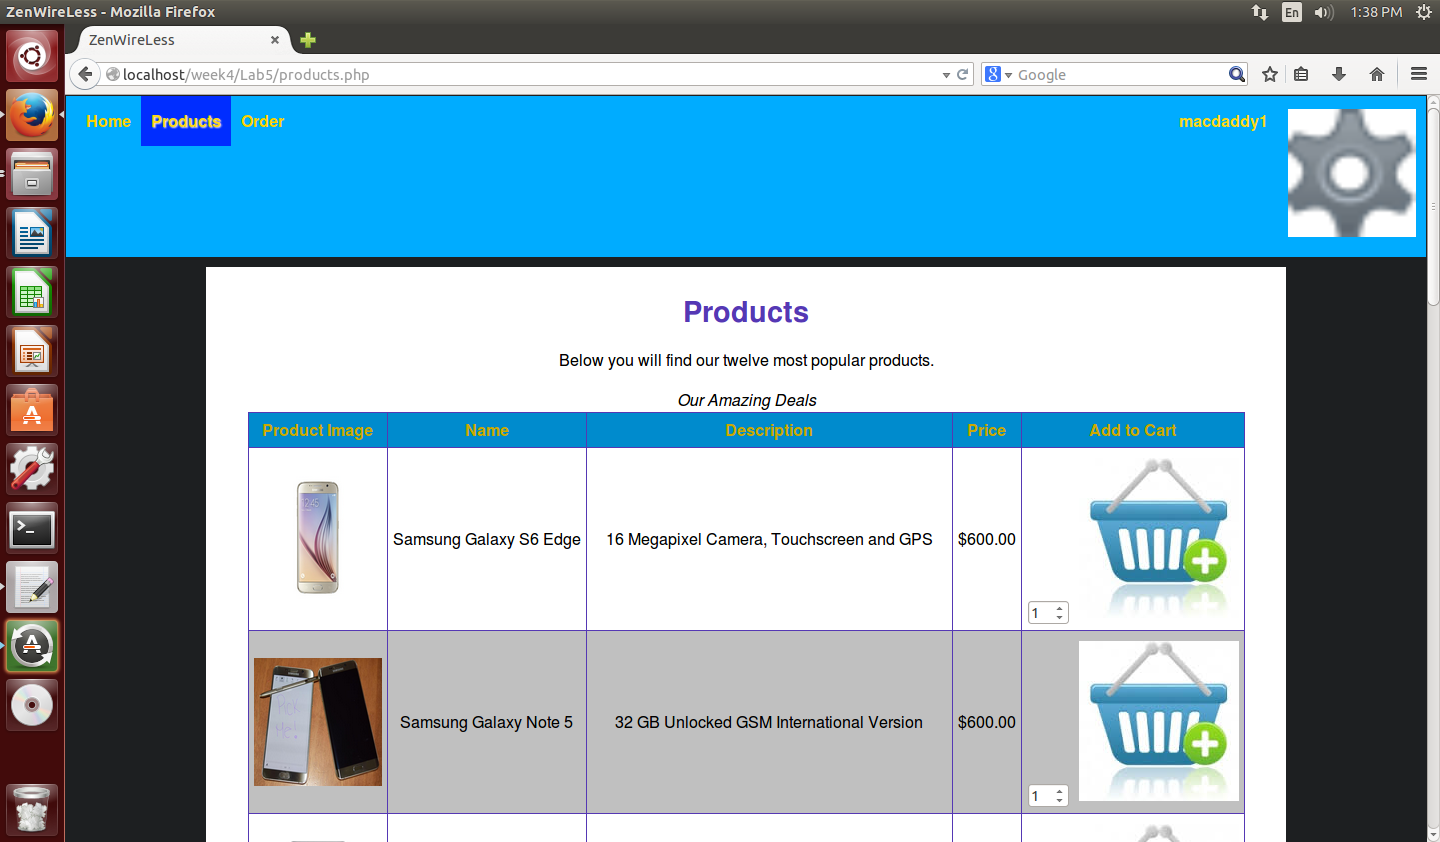 ZenWireLess - Mozilla Firefox
En
1:38 PM
ZenWireLess
localhost/week4/Lab5/products.php
8
Google
Home
Products
Order
macdaddy1
Products
Below you will find our twelve most popular products.
Our Amazing Deals
Product Image
Name
Description
Price
Add to Cart
Samsung Galaxy S6 Edge
16 Megapixel Camera, Touchscreen and GPS
$600.00
1
Samsung Galaxy Note 5
32 GB Unlocked GSM International Version
$600.00
1